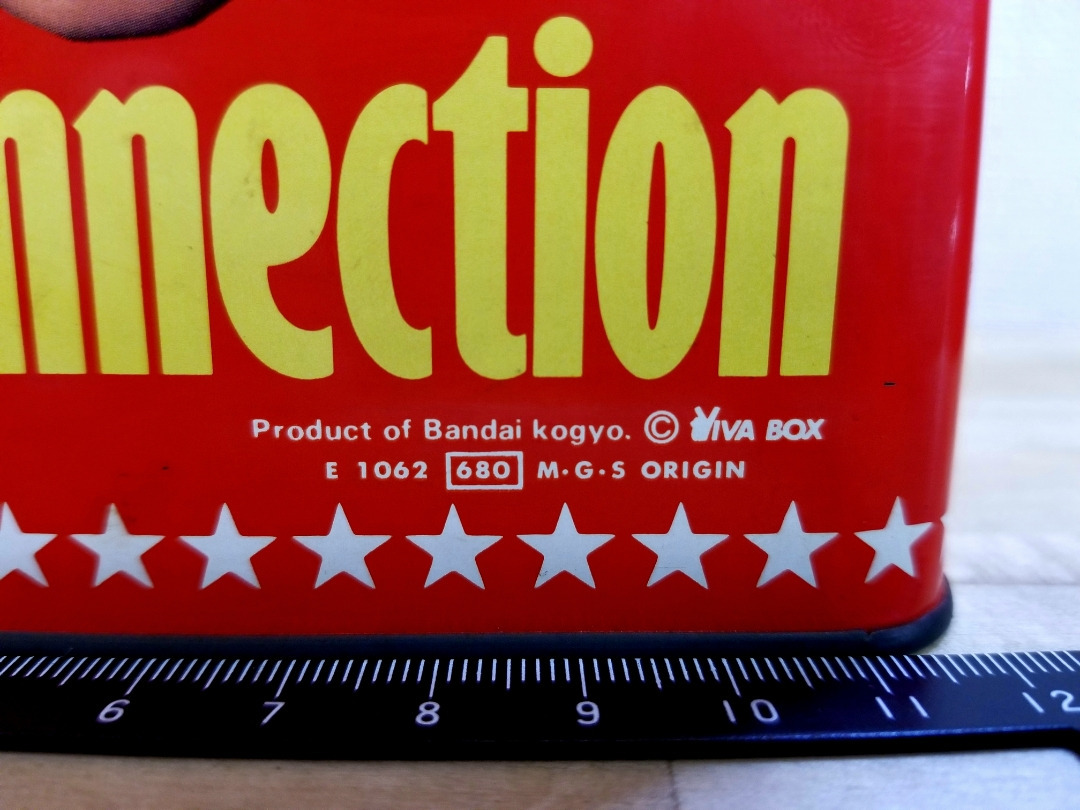 nnection
Product of Bandai kogyo. © VIVA BOX
E 1062 680 M·G·S ORIGIN
6 7 8 9 10 11 12